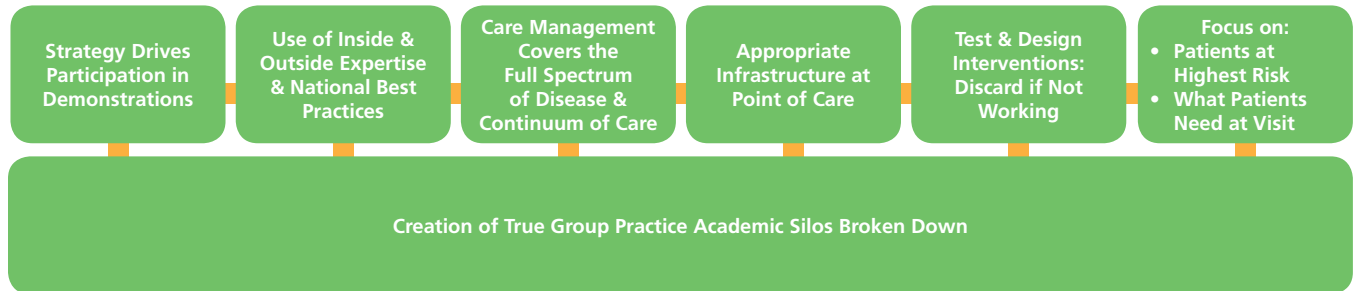 Strategy Drives
Participation in
Demonstrations
Use of Inside &
Outside Expertise
& National Best
Practices
Care Management
Covers the
Full Spectrum
of Disease &
Continuum of Care
Appropriate
Infrastructure at
Point of Care
Test & Design
Interventions:
Discard if Not
Working
Focus on:
• Patients at
Highest Risk
• What Patients
Need at Visit
Creation of True Group Practice Academic Silos Broken Down